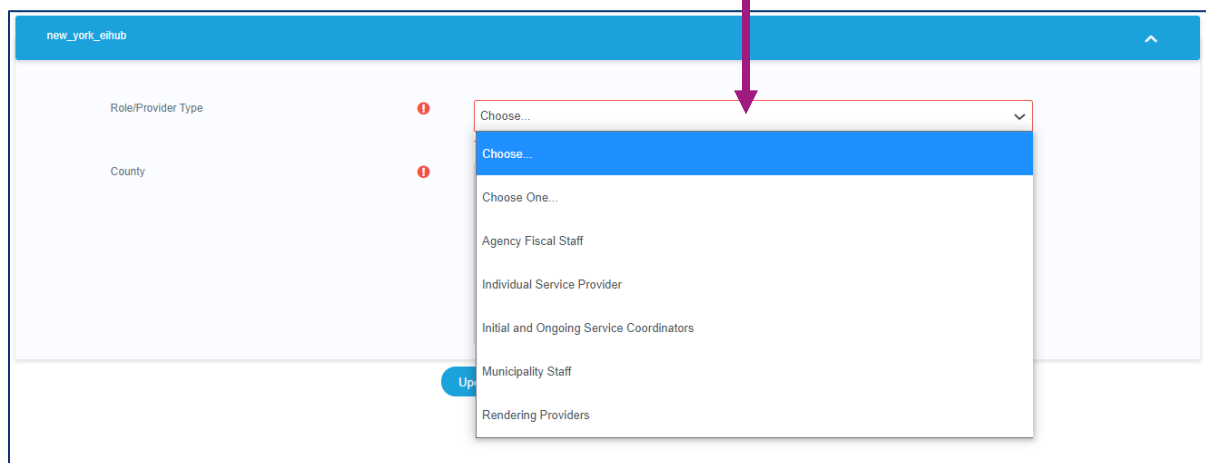 new_york_eihub
Role/Provider Type
Choose...
Choose...
County
Choose One...
Agency Fiscal Staff
Individual Service Provider
Initial and Ongoing Service Coordinators
Municipality Staff
Rendering Providers